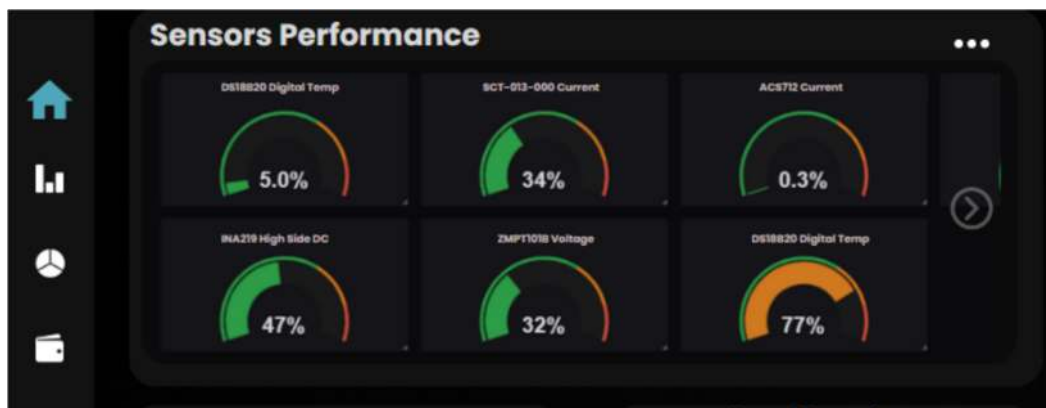 Sensors Performance
DS18B20 Digital Temp
5.0%
SCT-013-000 Current
34%
ACS712 Current
0.3%
INA219 High Side DC
47%
ZMPT101B Voltage
32%
DS18B20 Digital Temp
77%